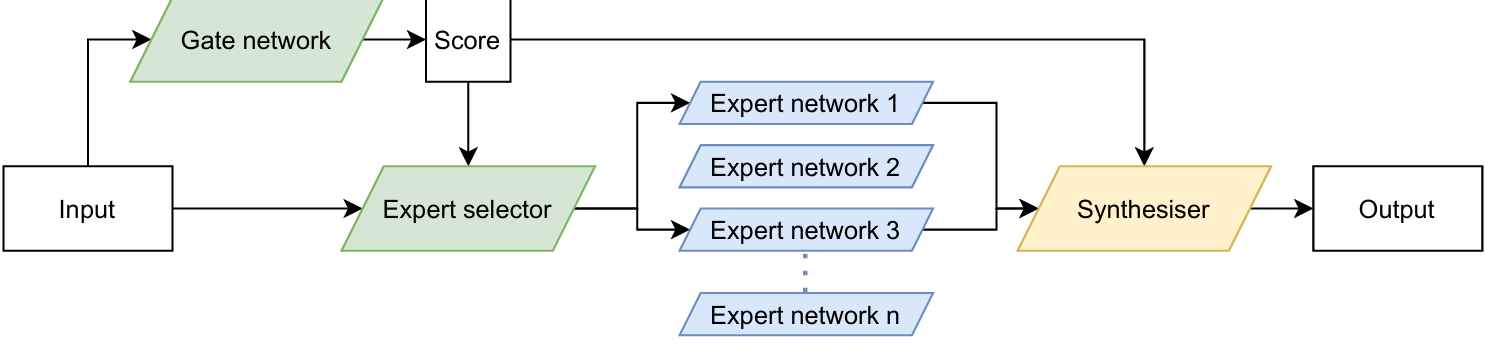 Gate network
Score
Expert network 1
Expert network 2
Input
Expert selector
Expert network 3
Synthesiser
Output
Expert network n